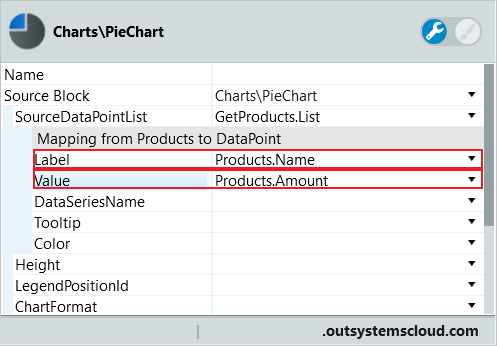 Charts\PieChart
Name
Source Block Charts\PieChart
SourceDataPointList GetProducts.List
Mapping from Products to DataPoint
Label Products.Name
Value Products.Amount
DataSeriesName
Tooltip
Color
Height
LegendPositionId
ChartFormat
| .outsystemscloud.com